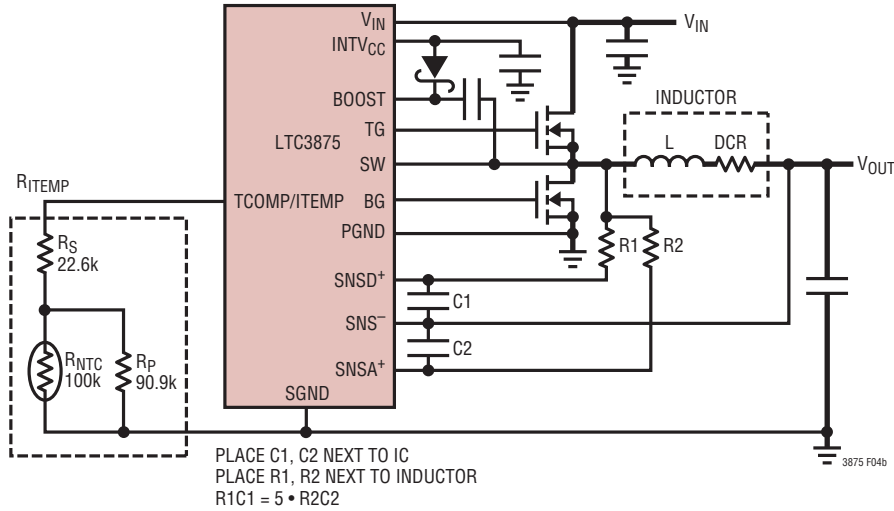 V_IN
INTV_CC
BOOST
TG
LTC3875
SW
TCOMP/ITEMP
BG
PGND
SNSD+
SNS−
SNSA+
SGND
V_IN
INDUCTOR
L DCR
V_OUT
R_ITEMP
R_S
22.6k
R_NTC
100k
R_P
90.9k
R1 R2
C1
C2
PLACE C1, C2 NEXT TO IC
PLACE R1, R2 NEXT TO INDUCTOR
R1C1 = 5 • R2C2
3875 F04b